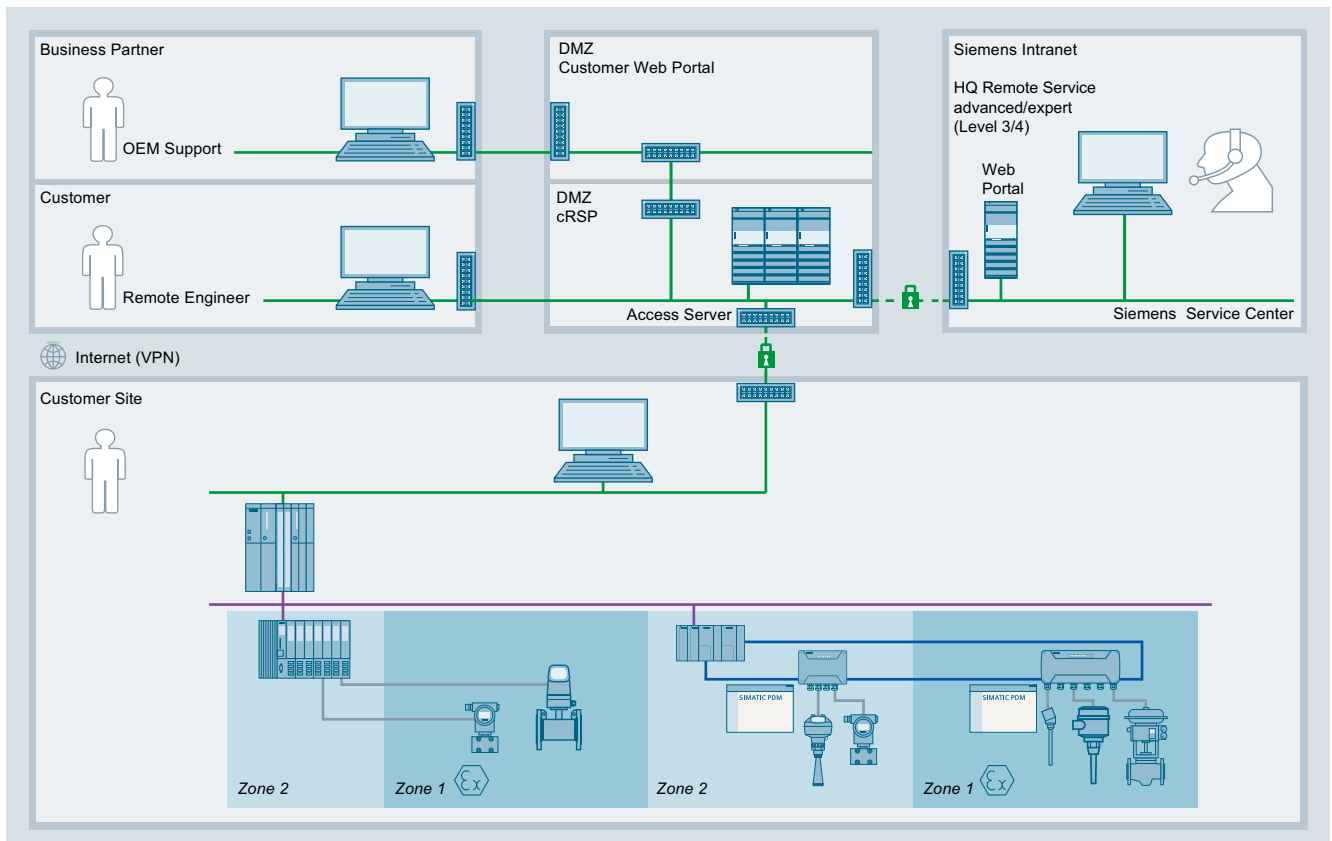 Business Partner
OEM Support
Customer
Remote Engineer
DMZ
Customer Web Portal
DMZ
cRSP
Access Server
Siemens Intranet
HQ Remote Service
advanced/expert
(Level 3/4)
Web
Portal
Siemens Service Center
Internet (VPN)
Customer Site
SIMATIC PDM
SIMATIC PDM
Zone 2
Zone 1
Ex
Zone 2
Zone 1
Ex